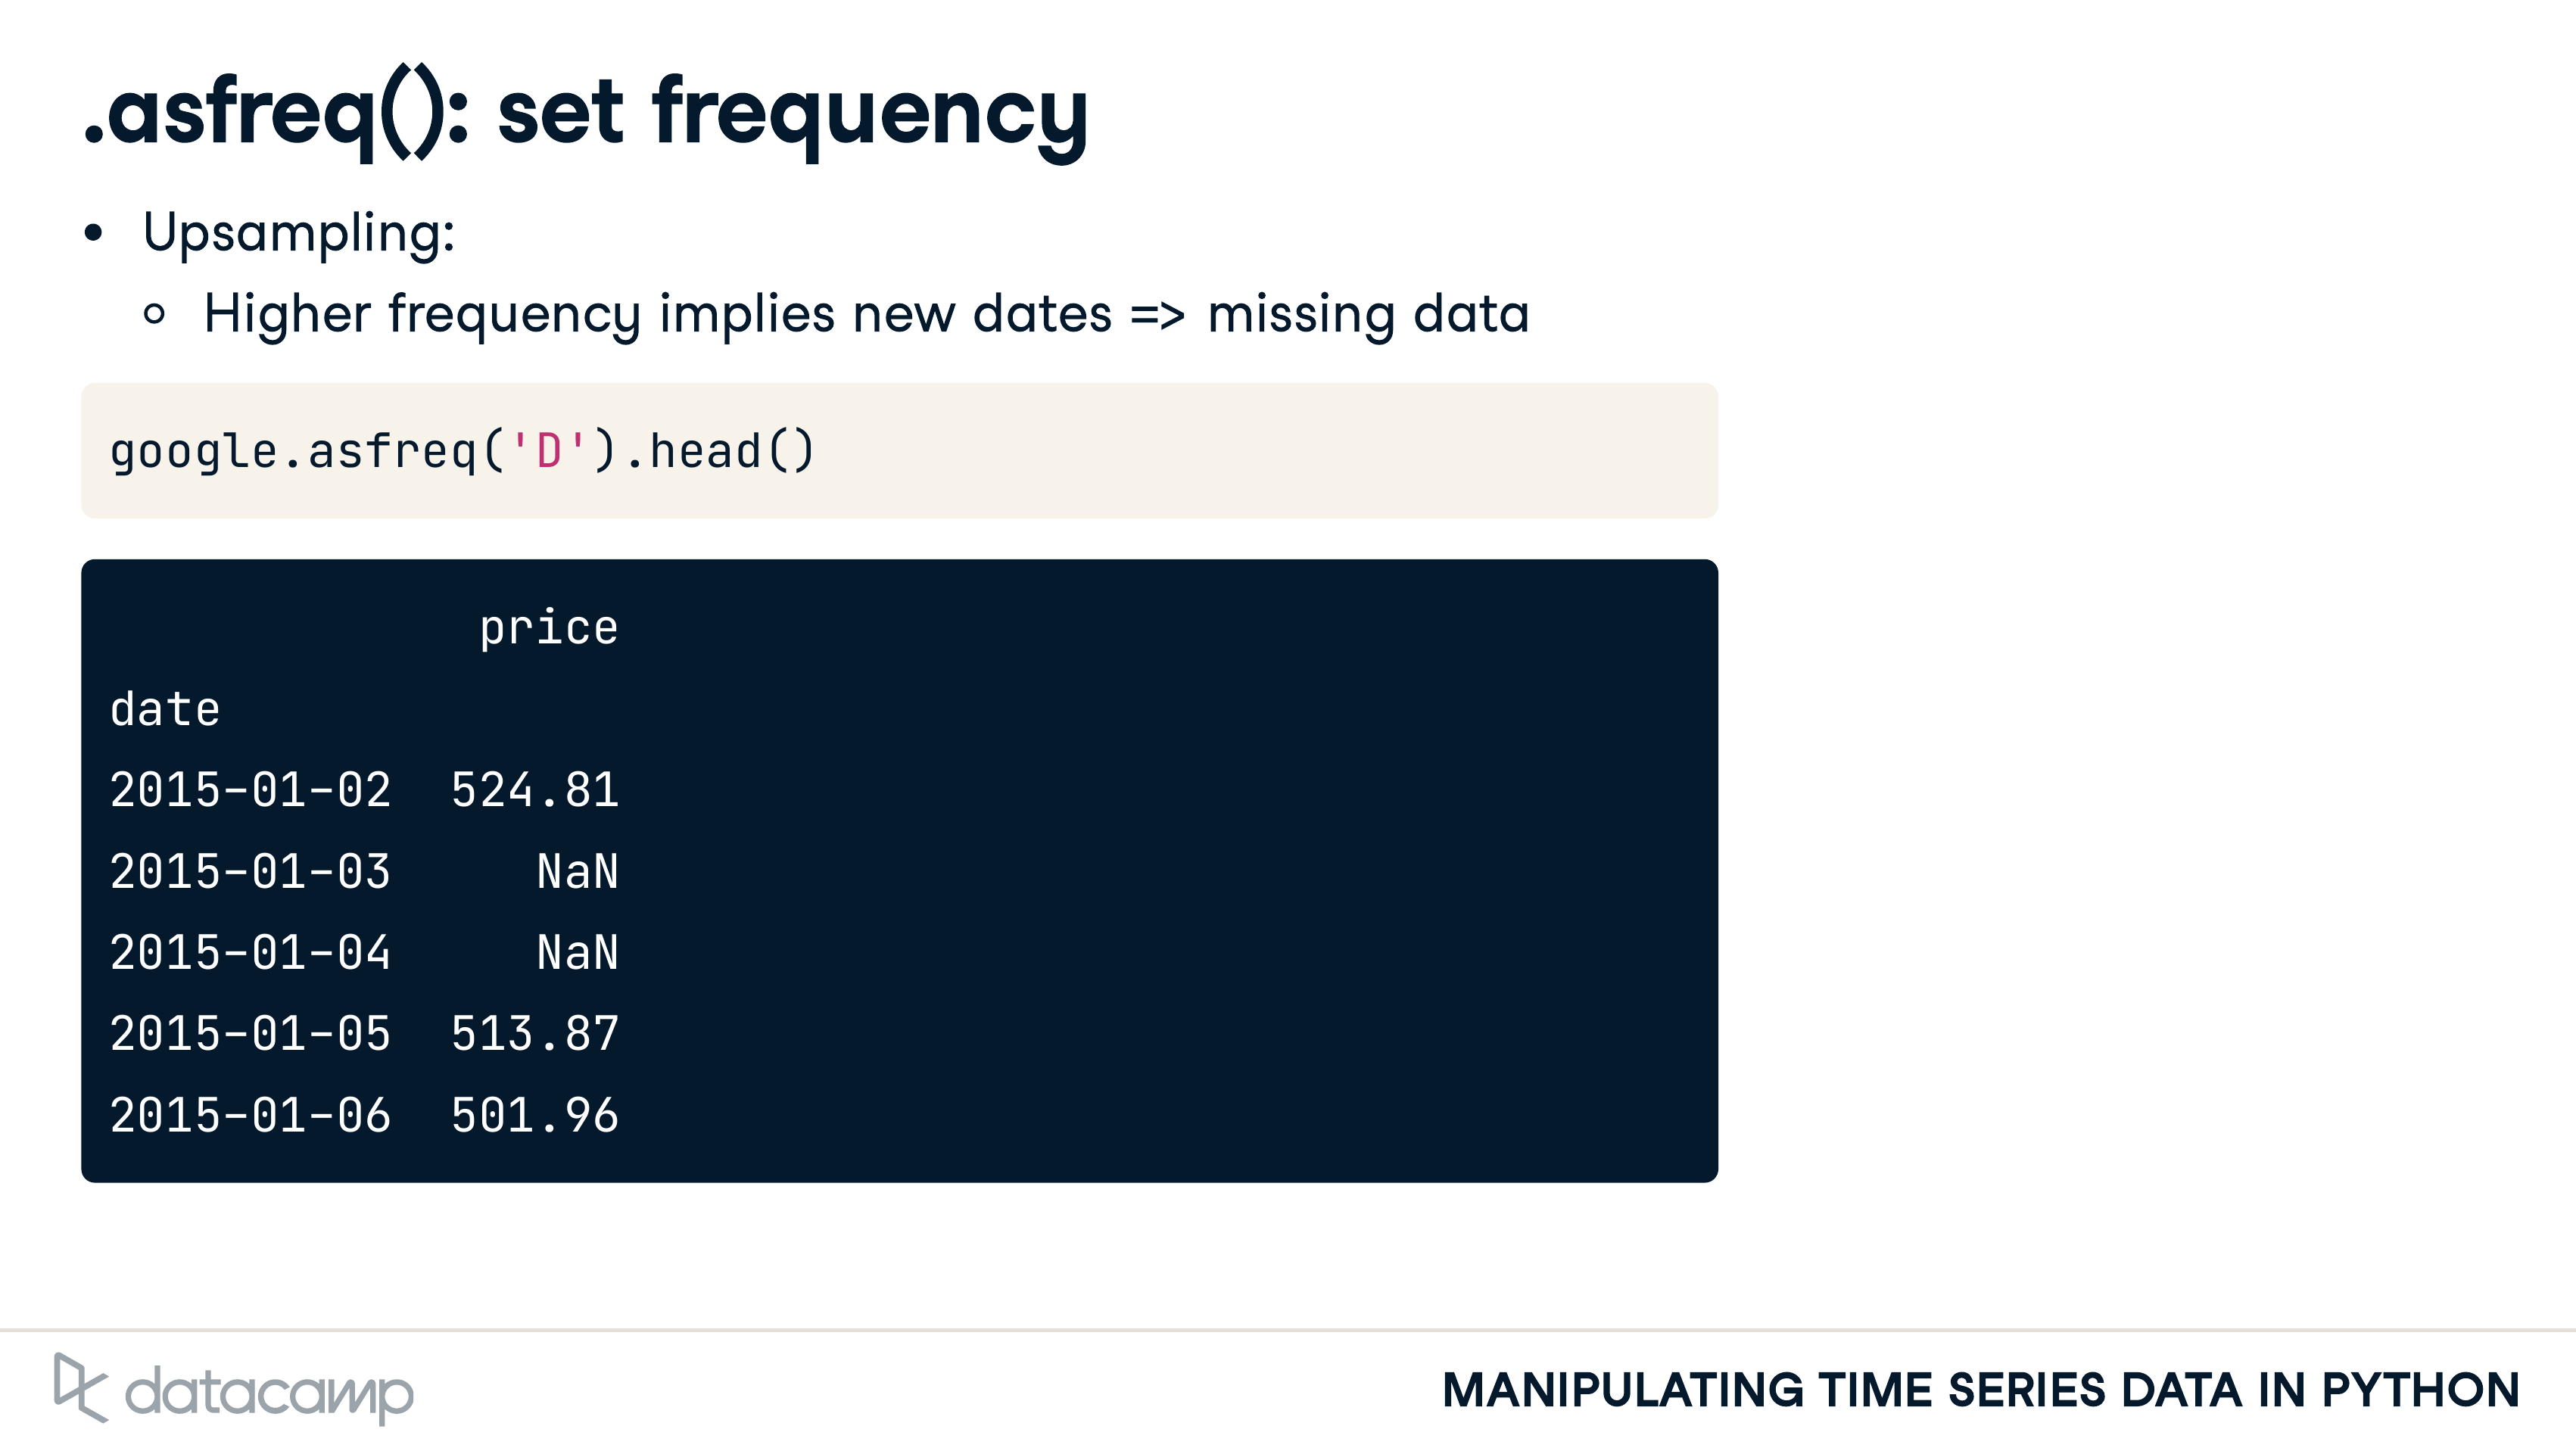 .asfreq(): set frequency
• Upsampling:
○ Higher frequency implies new dates => missing data
google.asfreq('D').head()
price
date
2015-01-02 524.81
2015-01-03 NaN
2015-01-04 NaN
2015-01-05 513.87
2015-01-06 501.96
datacamp
MANIPULATING TIME SERIES DATA IN PYTHON